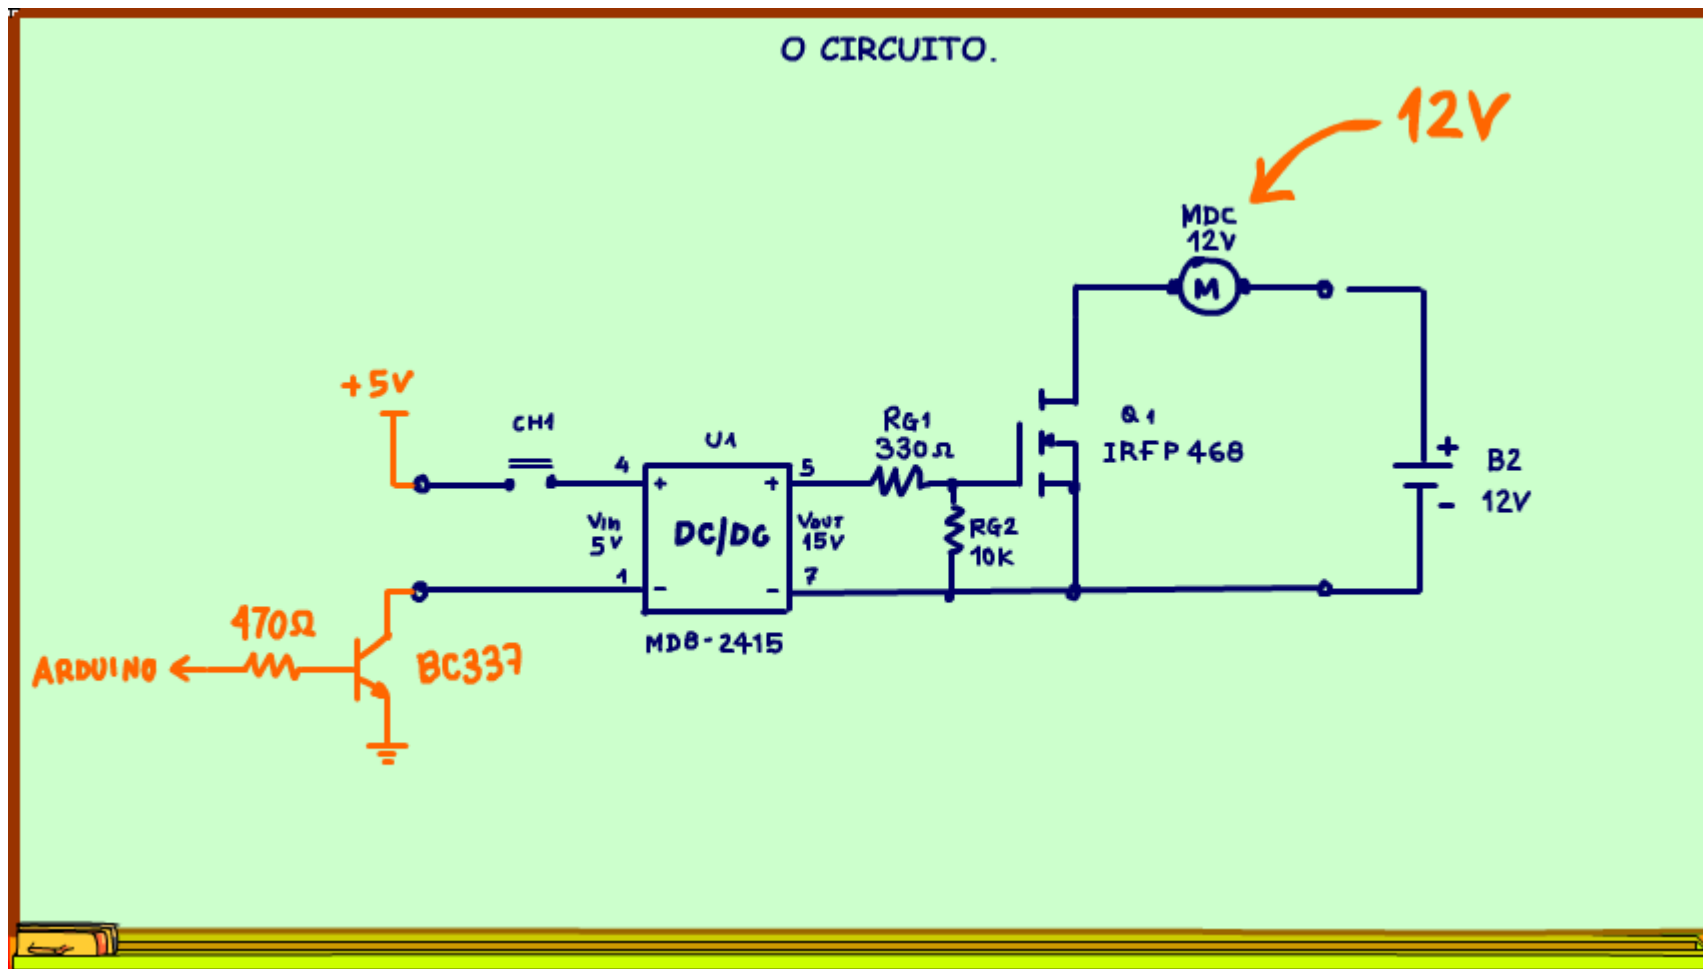 O CIRCUITO.
12V
MDC
12V
M
+5V
CH1
U1
RG1
330Ω
Q1
IRFP468
4
+
+
5
B2
12V
+
-
Vin
5V
DC/DC
VOUT
15V
RG2
10K
1
-
-
7
MD8-2415
470Ω
ARDUINO
BC337